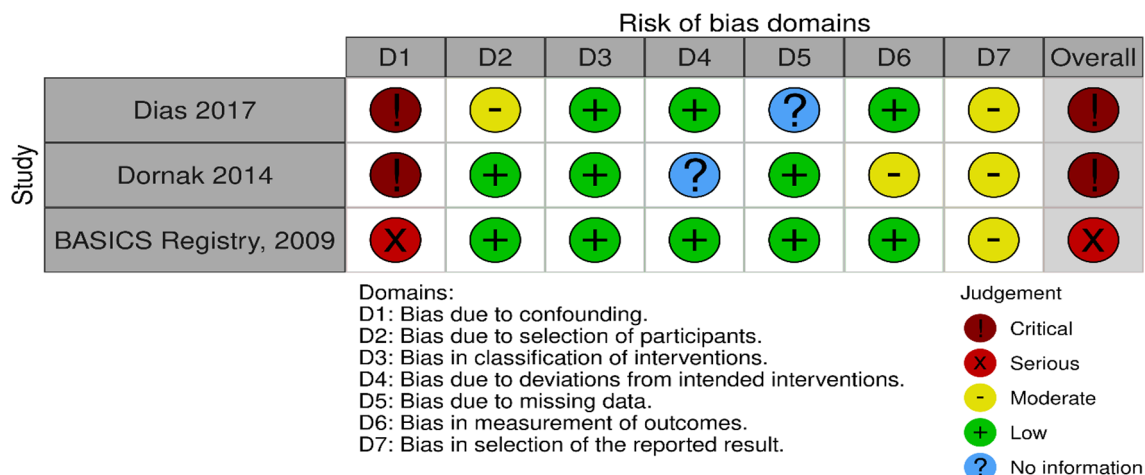 Risk of bias domains
D1 D2 D3 D4 D5 D6 D7 Overall
Study
Dias 2017 ! - + + ? + - !
Dornak 2014 ! + + ? + - - !
BASICS Registry, 2009 X + + + + + - X
Domains:
D1: Bias due to confounding.
D2: Bias due to selection of participants.
D3: Bias in classification of interventions.
D4: Bias due to deviations from intended interventions.
D5: Bias due to missing data.
D6: Bias in measurement of outcomes.
D7: Bias in selection of the reported result.
Judgement
! Critical
X Serious
- Moderate
+ Low
? No information